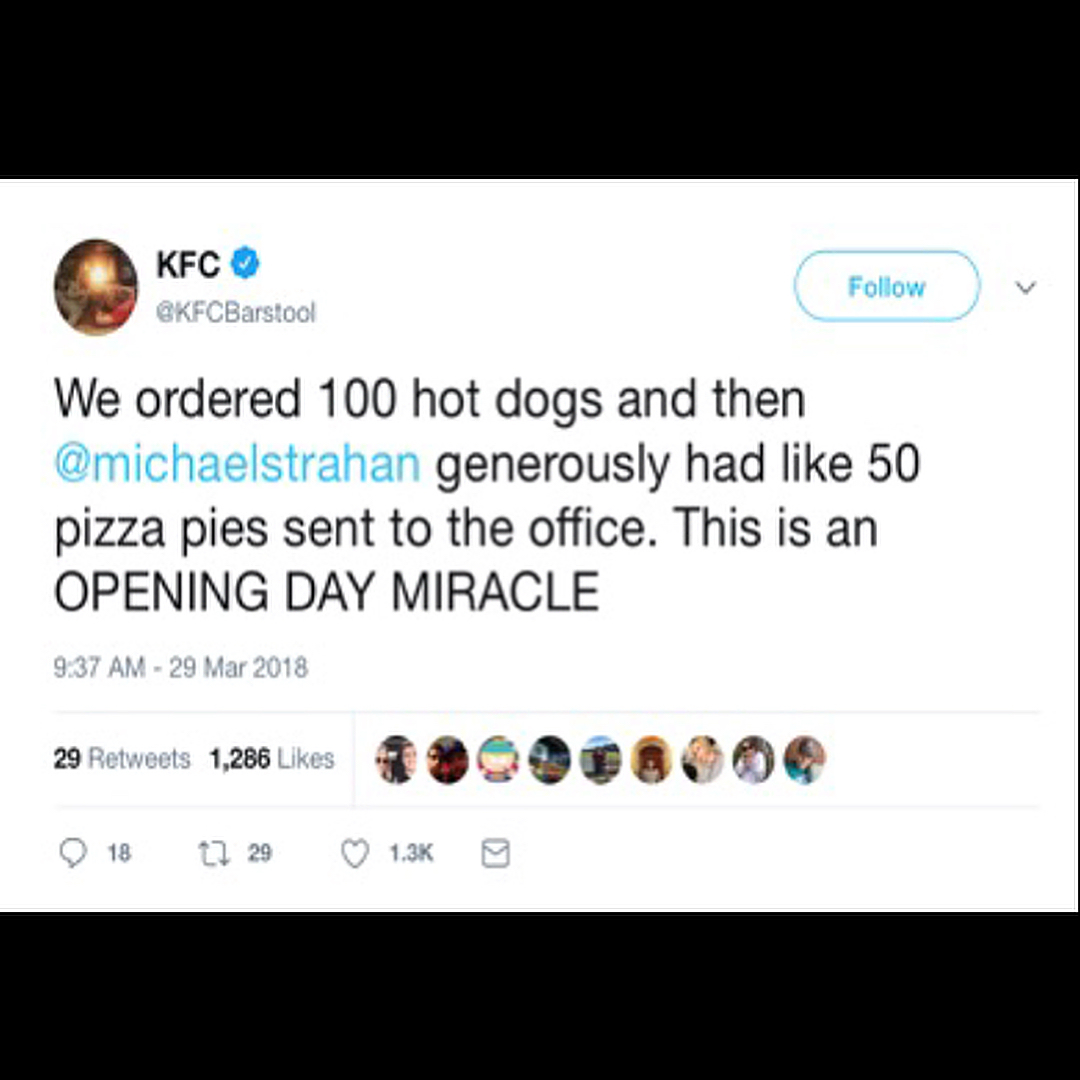 KFC
@KFCBarstool
Follow
We ordered 100 hot dogs and then
@michaelstrahan generously had like 50
pizza pies sent to the office. This is an
OPENING DAY MIRACLE
9:37 AM - 29 Mar 2018
29 Retweets 1,286 Likes
18 29 1.3K